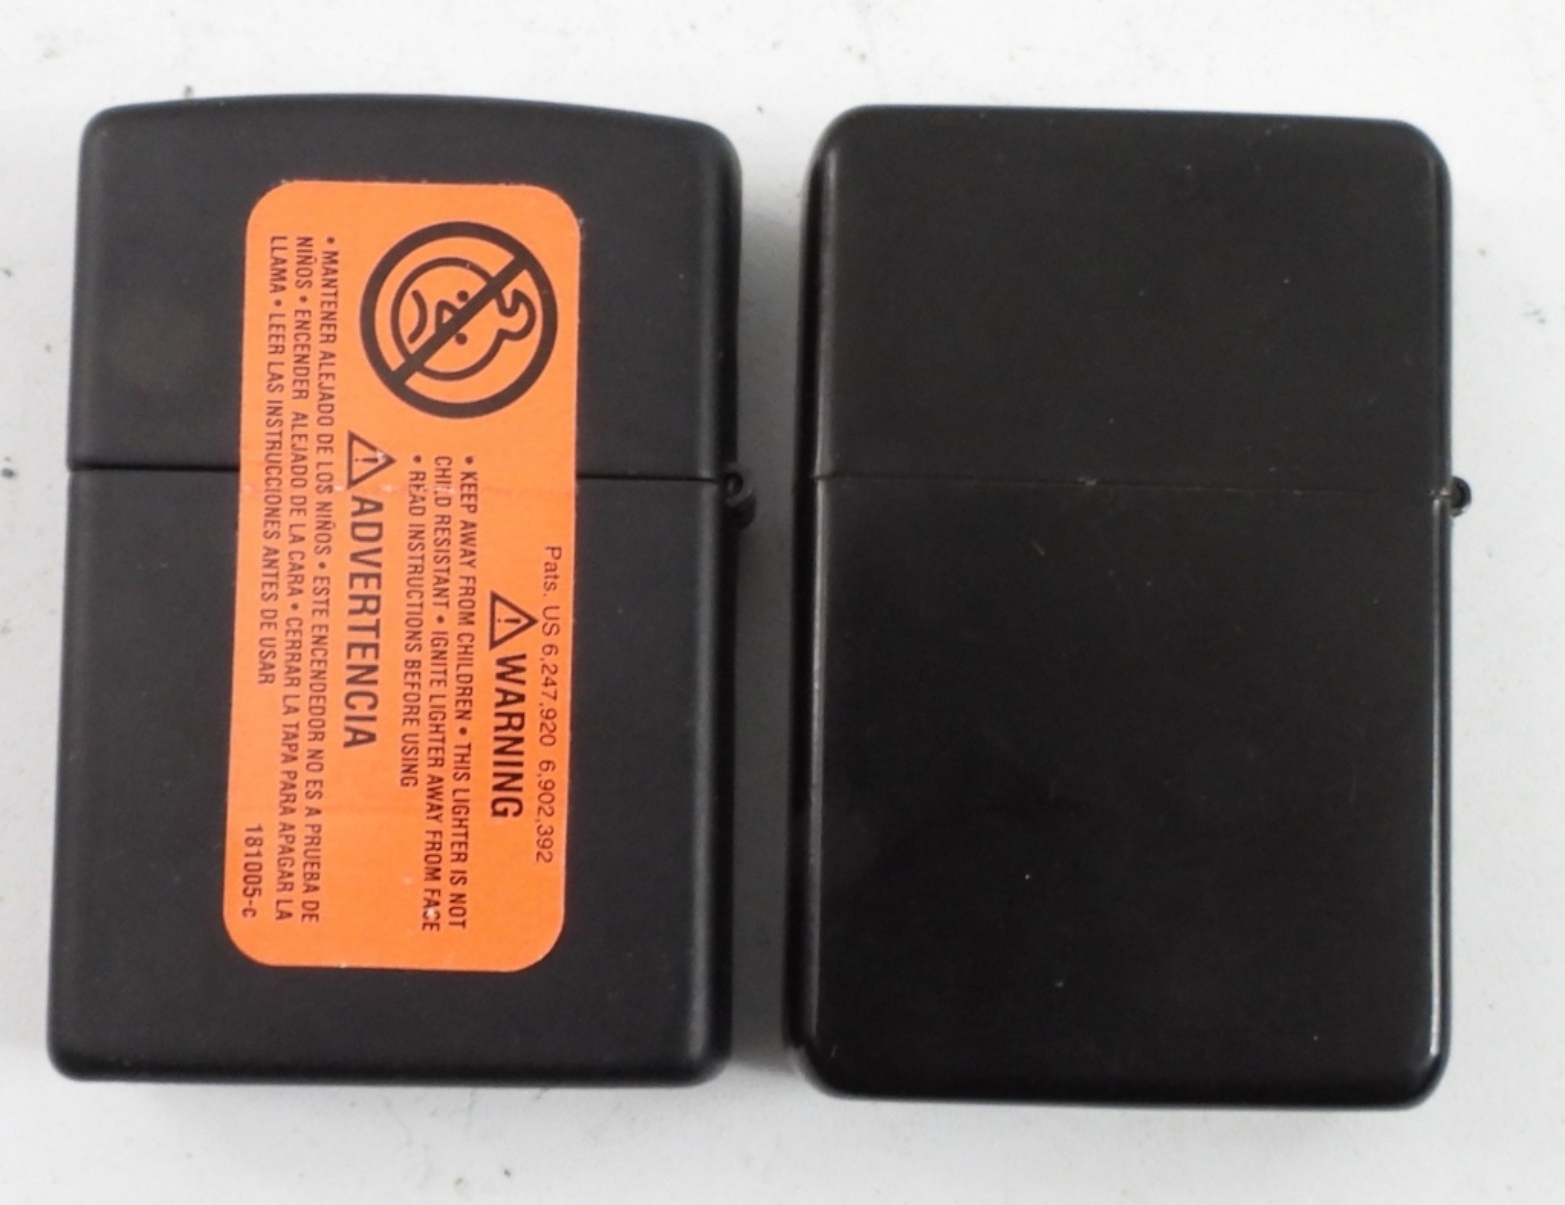 Pats. US 6,247,920 6,902,392
WARNING
• KEEP AWAY FROM CHILDREN • THIS LIGHTER IS NOT
CHILD RESISTANT • IGNITE LIGHTER AWAY FROM FACE
• READ INSTRUCTIONS BEFORE USING
ADVERTENCIA
• MANTENER ALEJADO DE LOS NIÑOS • ESTE ENCENDEDOR NO ES A PRUEBA DE
NIÑOS • ENCENDER ALEJADO DE LA CARA • CERRAR LA TAPA PARA APAGAR LA
LLAMA • LEER LAS INSTRUCCIONES ANTES DE USAR
181005-c